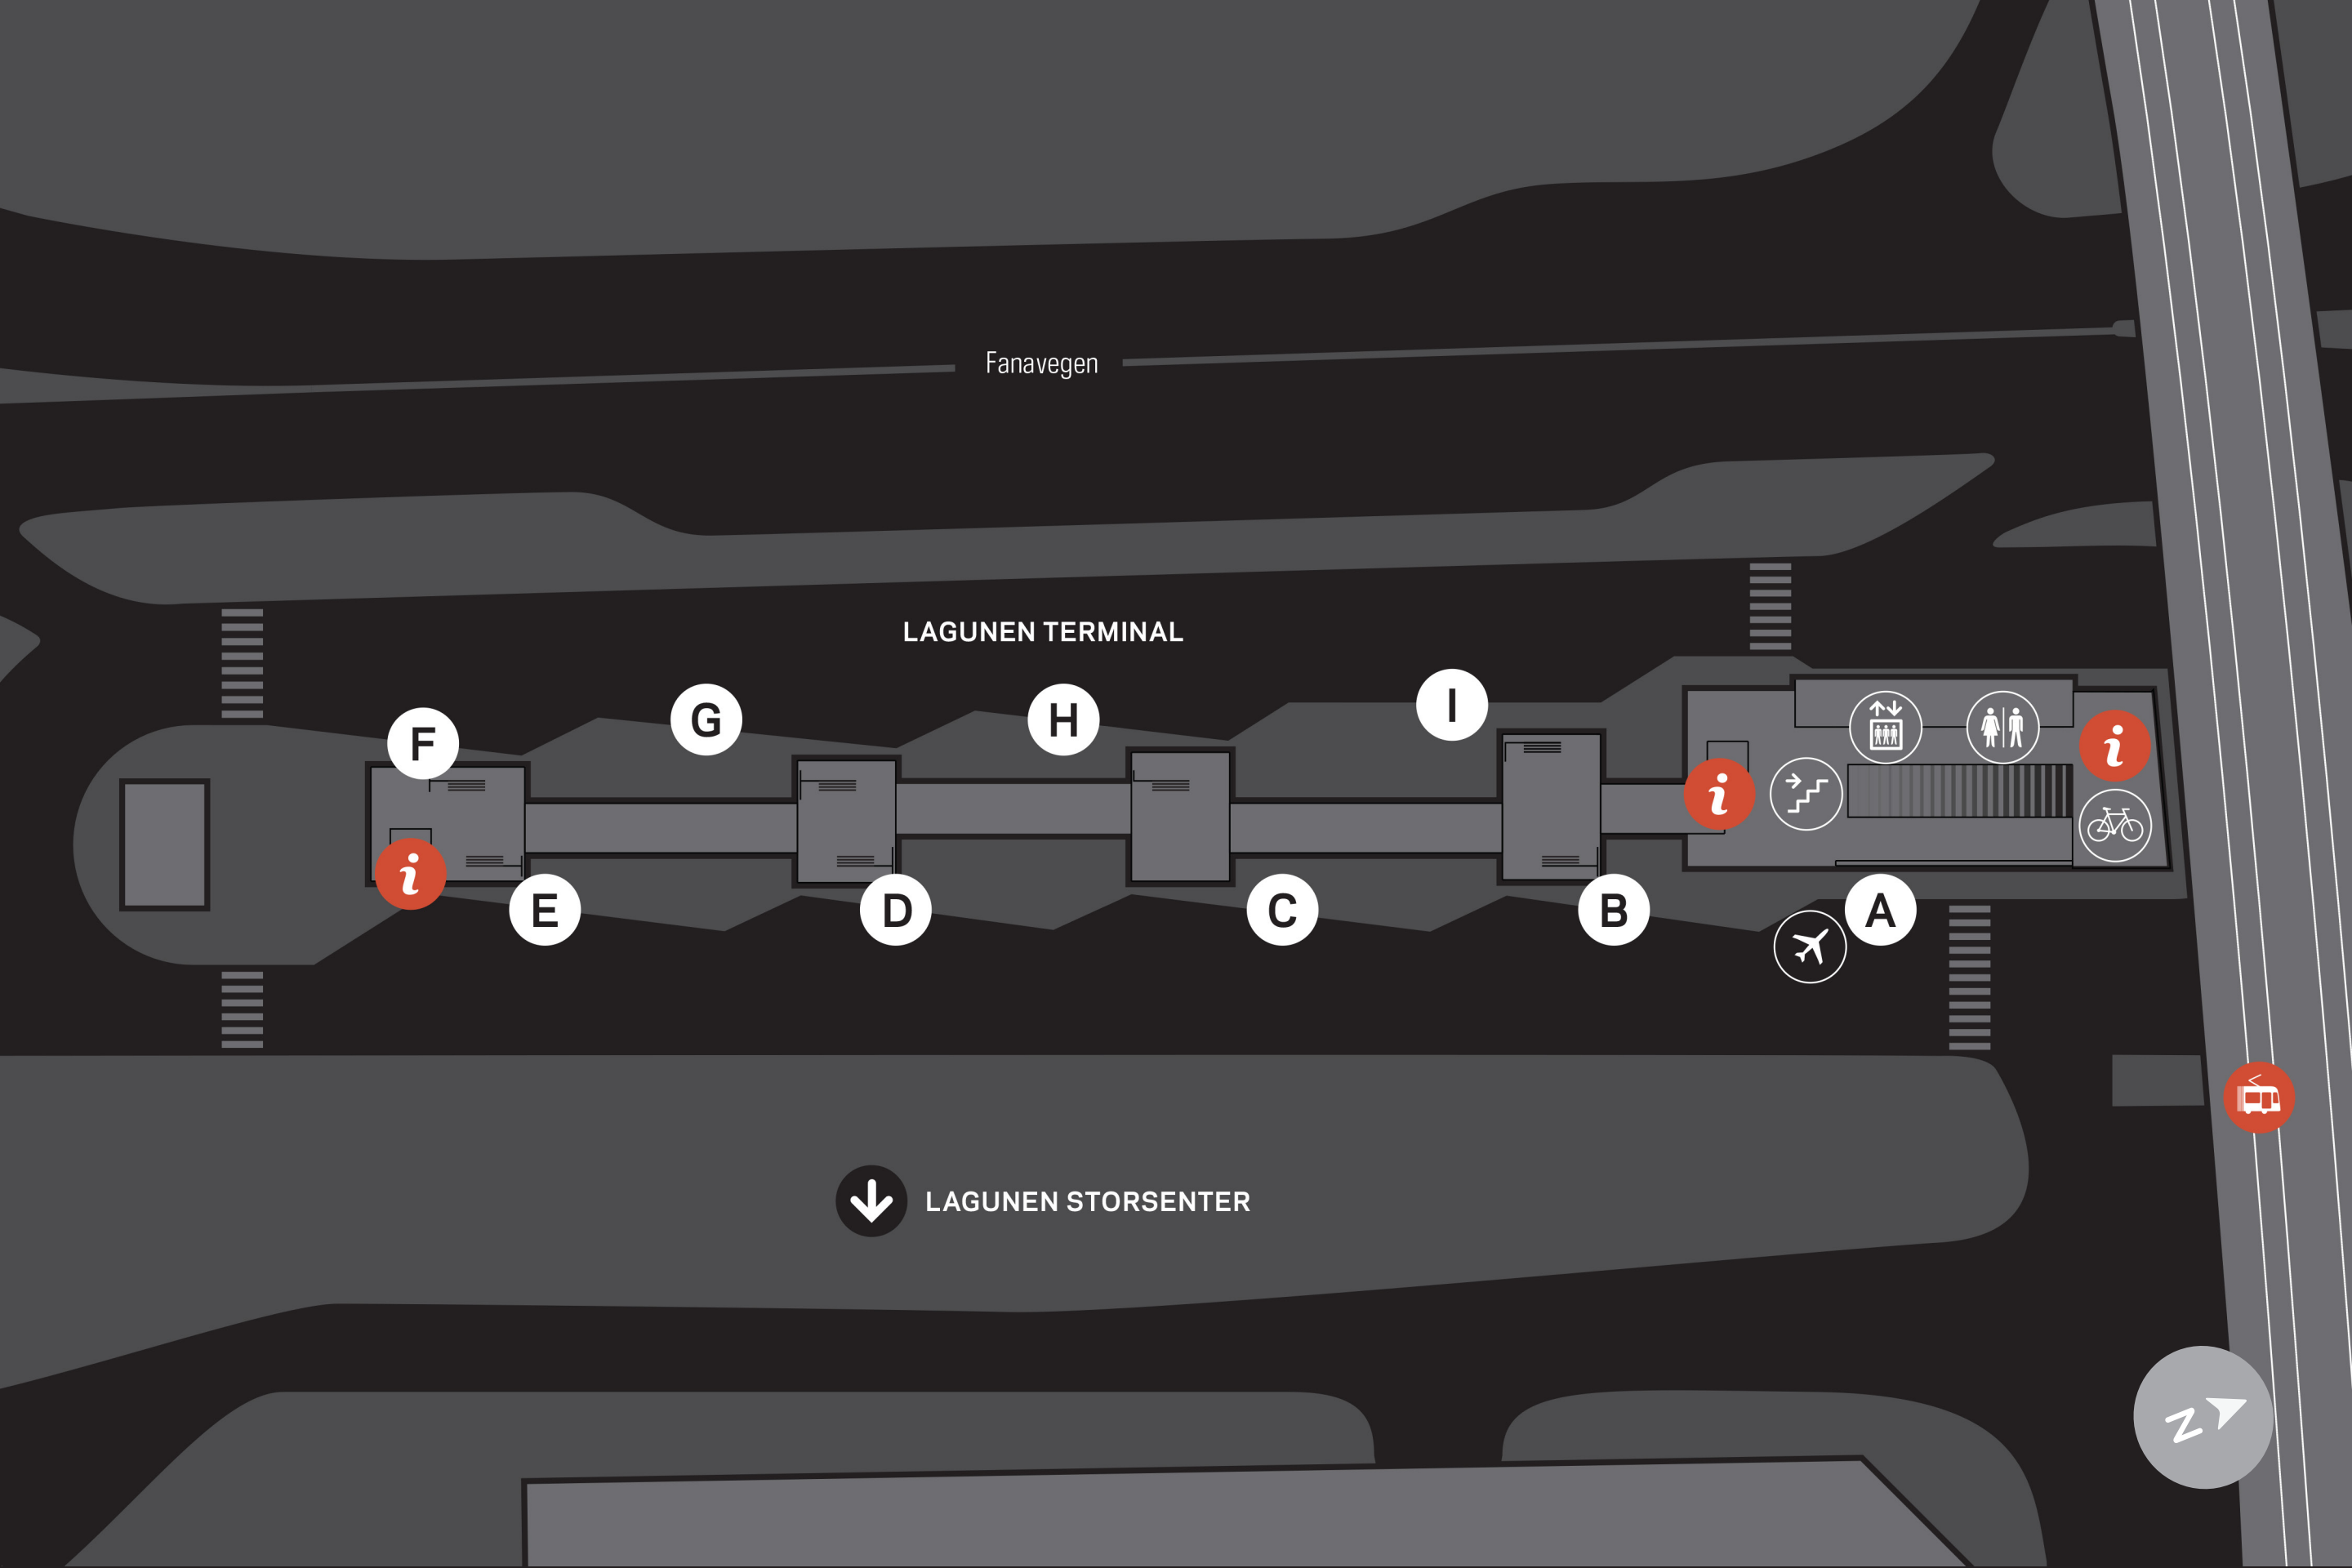 Fanavegen
LAGUNEN TERMINAL
F
G
H
I
i
i
i
E
D
C
B
A
LAGUNEN STORSENTER
N